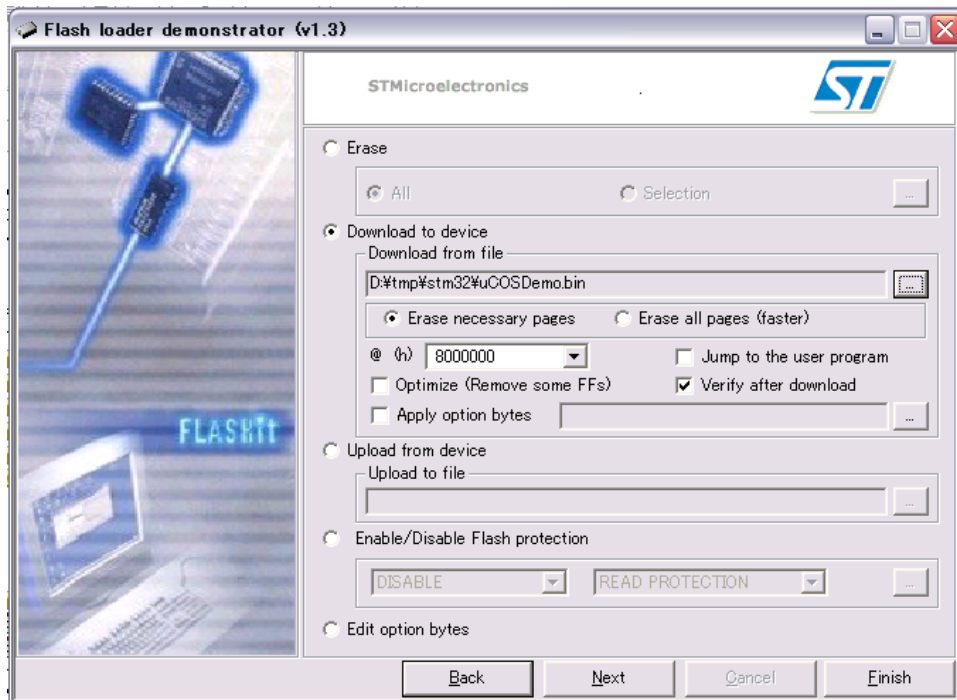 Flash loader demonstrator (v1.3)
STMicroelectronics
ST
Erase
All Selection ...
Download to device
Download from file
D:¥tmp¥stm32¥uCOSDemo.bin ...
Erase necessary pages Erase all pages (faster)
@ (h) 8000000 Jump to the user program
Optimize (Remove some FFs) Verify after download
Apply option bytes ...
FLASHit
Upload from device
Upload to file
...
Enable/Disable Flash protection
DISABLE READ PROTECTION ...
Edit option bytes
Back Next Cancel Finish